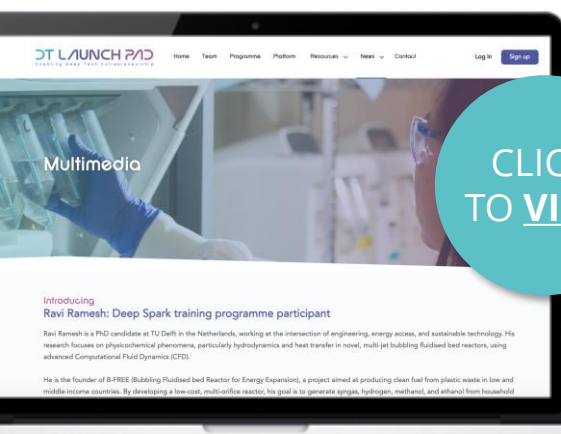 DT LAUNCH PAD
Enabling Deep Tech Entrepreneurship
Home Team Programme Platform Resources News Contact Log In Sign up
Multimedia
CLIC
TO VI
Introducing
Ravi Ramesh: Deep Spark training programme participant
Ravi Ramesh is a PhD candidate at TU Delft in the Netherlands, working at the intersection of engineering, energy access, and sustainable technology. His
research focuses on physicochemical phenomena, particularly hydrodynamics and heat transfer in novel, multi-jet bubbling fluidised bed reactors, using
advanced Computational Fluid Dynamics (CFD).
He is the founder of B-FREE (Bubbling Fluidised bed Reactor for Energy Expansion), a project aimed at producing clean fuel from plastic waste in low and
middle-income countries. By developing a low-cost, multi-orifice reactor, his goal is to generate syngas, hydrogen, methanol, and ethanol from household